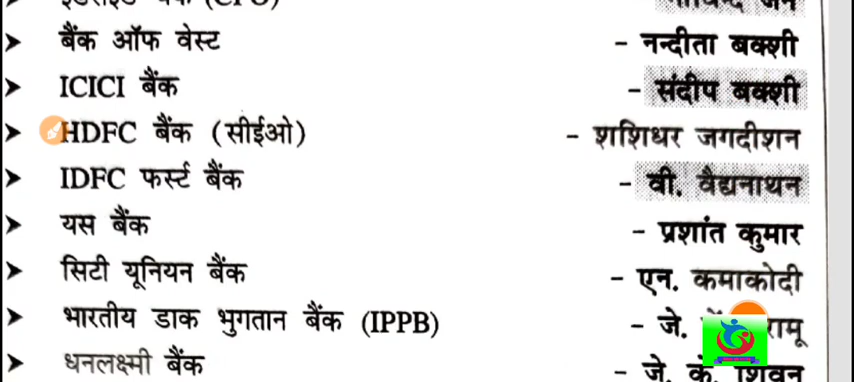 बैंक ऑफ वेस्ट - नन्दीता बक्शी
ICICI बैंक - संदीप बक्शी
HDFC बैंक (सीईओ) - शशिधर जगदीशन
IDFC फर्स्ट बैंक - वी. वैद्यनाथन
यस बैंक - प्रशांत कुमार
सिटी यूनियन बैंक - एन. कमाकोदी
भारतीय डाक भुगतान बैंक (IPPB) - जे.
धनलक्ष्मी बैंक - जे. के. शिवन